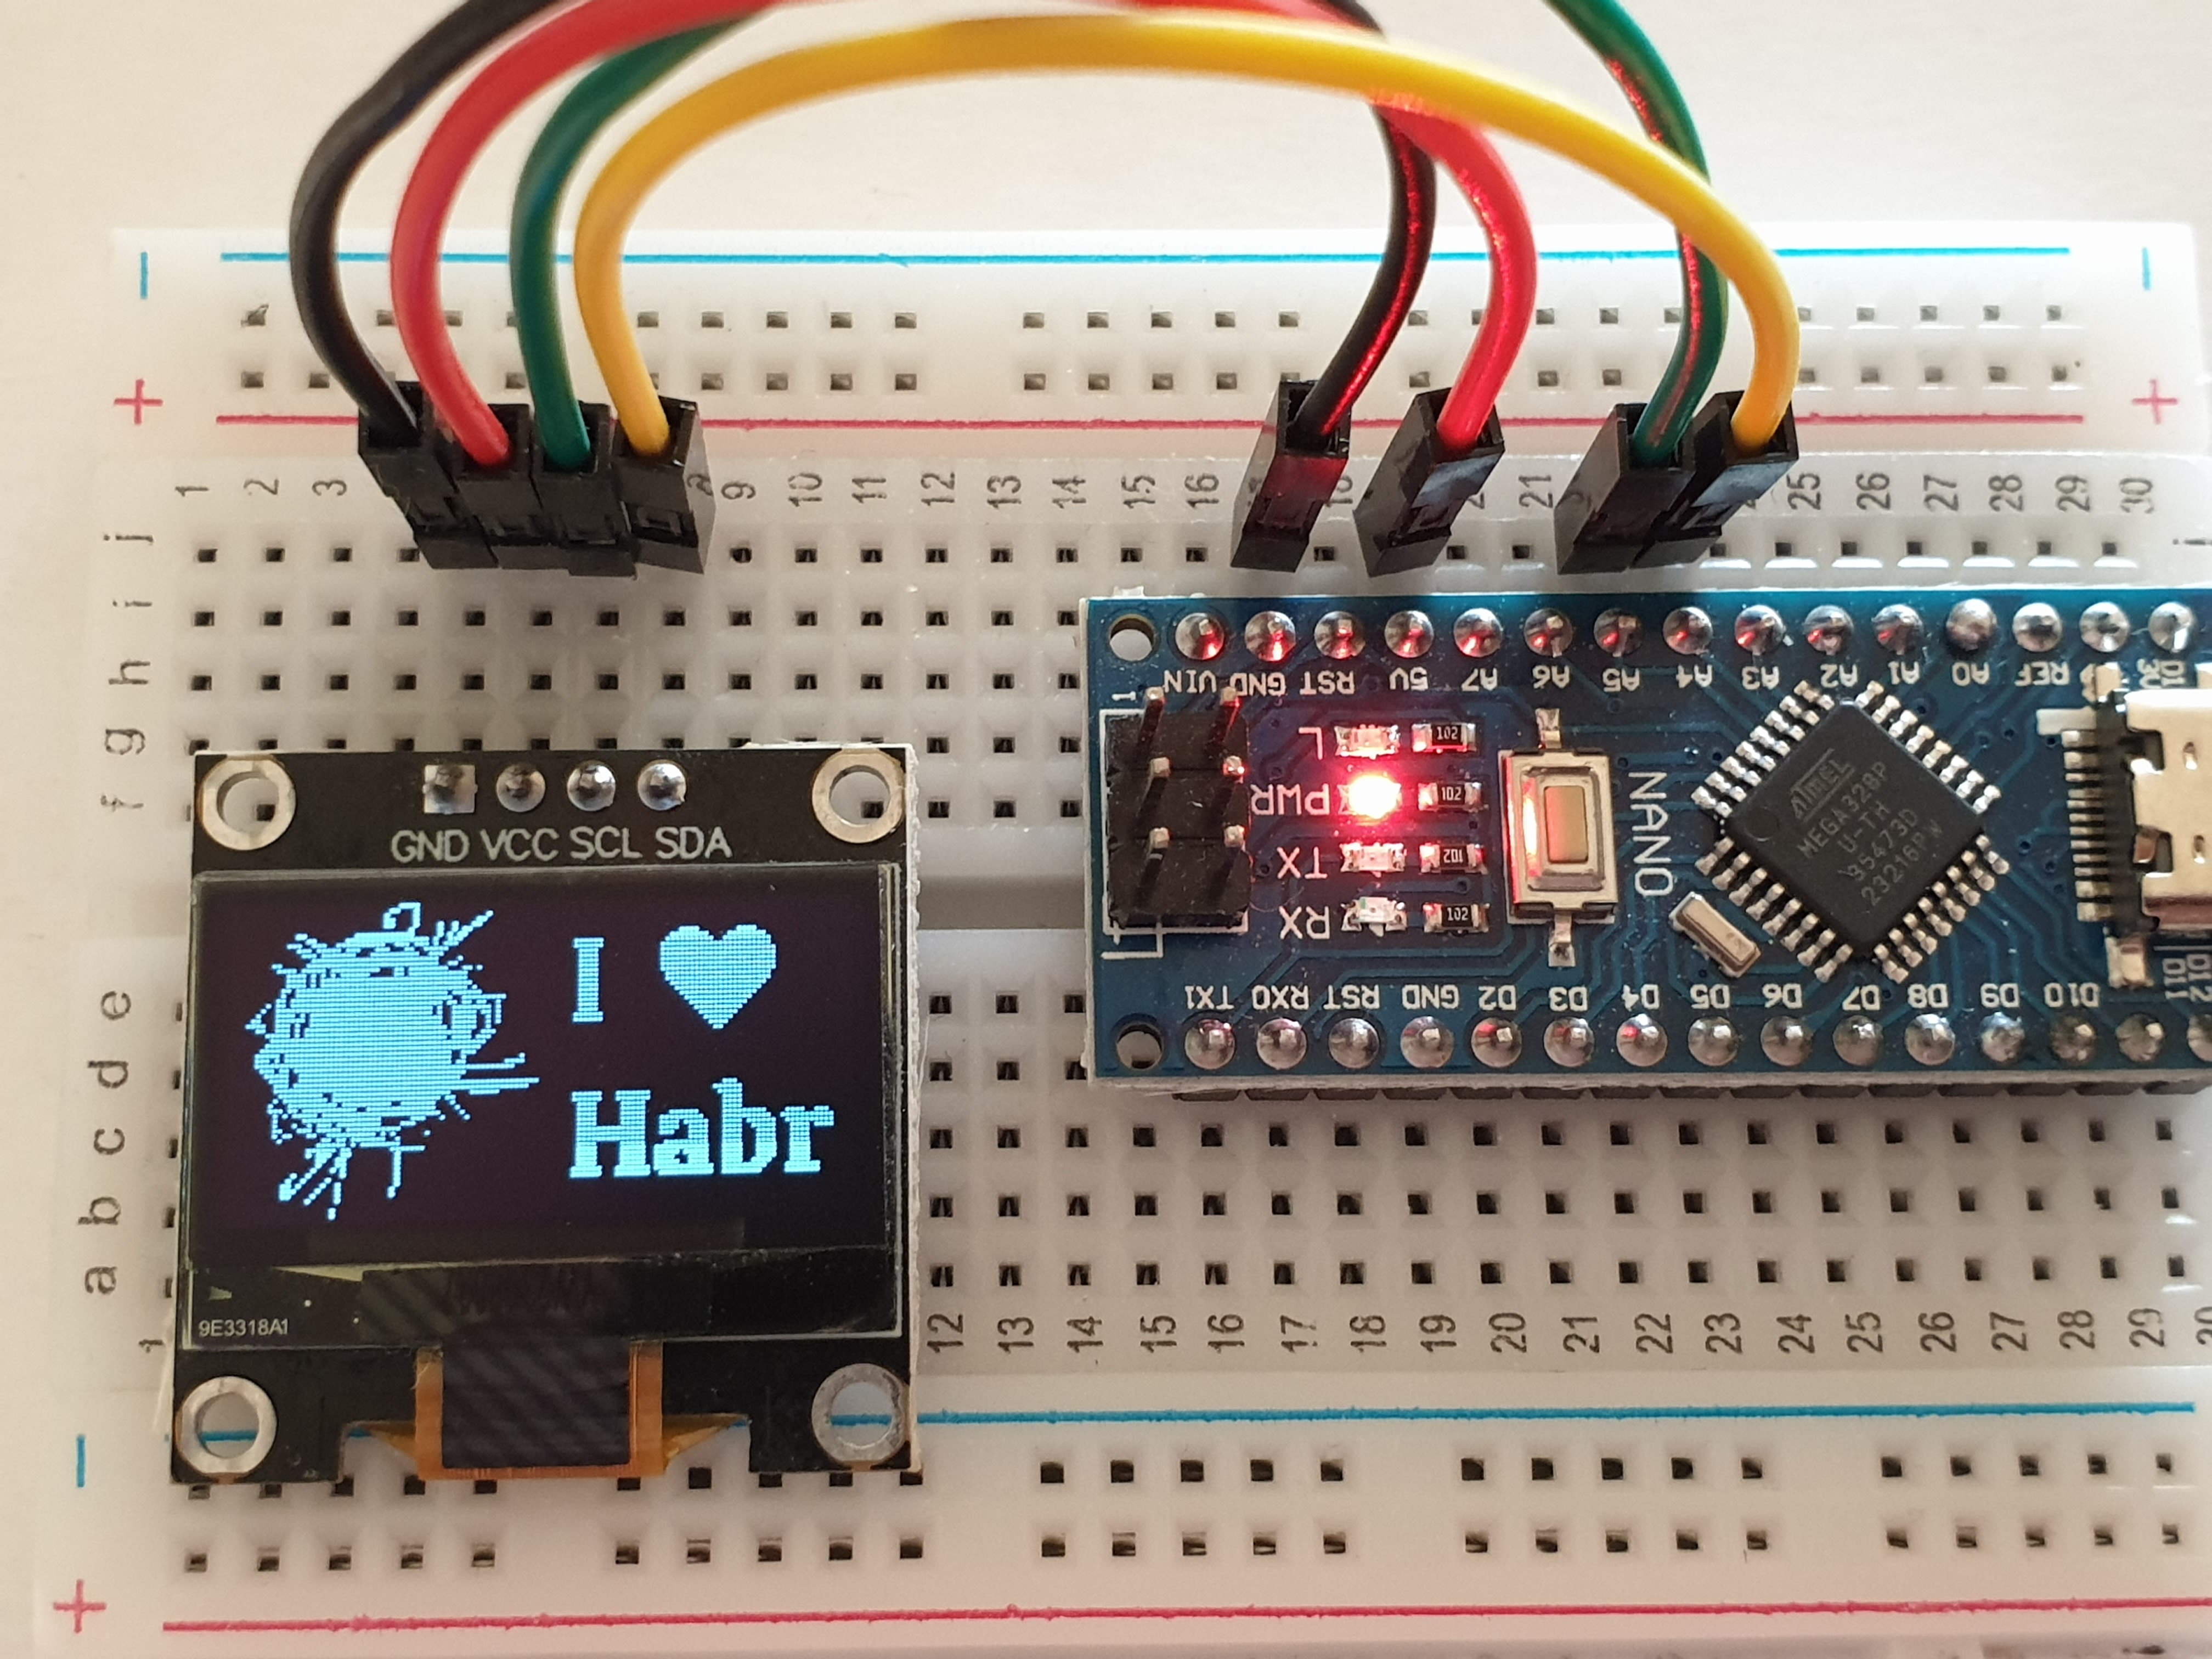 1 2 3 9 10 11 12 13 14 15 16 21 25 26 27 28 29 30
j
i
h
g
f
GND VCC SCL SDA
I ♥
Habr
9E3318A1
VIN GND RST 5V A7 A6 A5 A4 A3 A2 A1 A0 REF
1
L 102
PWR 102
TX 102
RX 102
NANO
ATMEL
MEGA328P
U-TH
35473D
TX1 RX0 RST GND D2 D3 D4 D5 D6 D7 D8 D9 D10 D11 D12
e
d
c
b
a
1 12 13 14 15 16 17 18 19 20 21 22 23 24 25 26 27 28 29